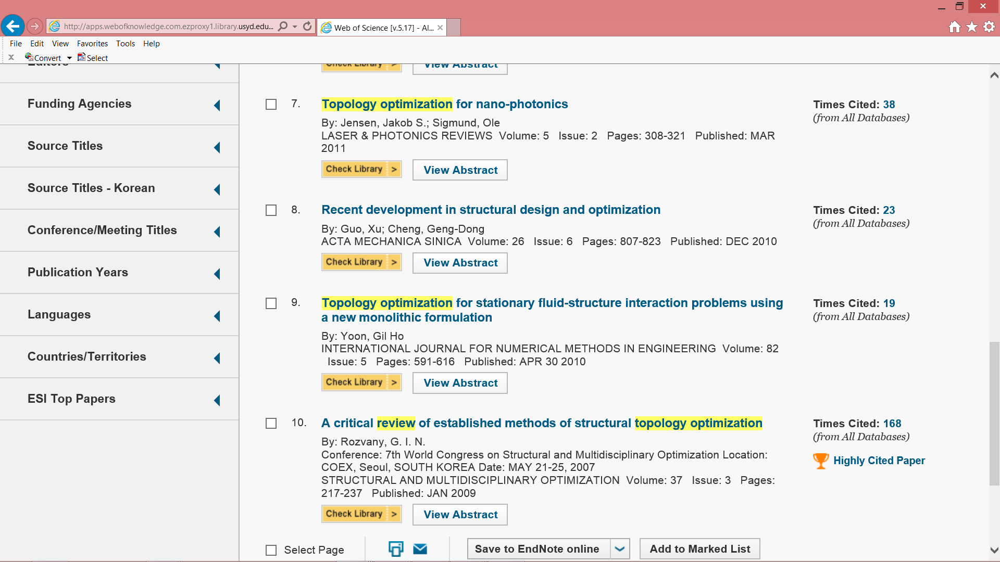 http://apps.webofknowledge.com.ezproxy1.library.usyd.edu...
Web of Science [v.5.17] - Al...
File Edit View Favorites Tools Help
x Convert Select
Editors
Check Library > View Abstract
Funding Agencies
Source Titles
Source Titles - Korean
Conference/Meeting Titles
Publication Years
Languages
Countries/Territories
ESI Top Papers
7. Topology optimization for nano-photonics
By: Jensen, Jakob S.; Sigmund, Ole
LASER & PHOTONICS REVIEWS Volume: 5 Issue: 2 Pages: 308-321 Published: MAR
2011
Check Library > View Abstract
Times Cited: 38
(from All Databases)
8. Recent development in structural design and optimization
By: Guo, Xu; Cheng, Geng-Dong
ACTA MECHANICA SINICA Volume: 26 Issue: 6 Pages: 807-823 Published: DEC 2010
Check Library > View Abstract
Times Cited: 23
(from All Databases)
9. Topology optimization for stationary fluid-structure interaction problems using
a new monolithic formulation
By: Yoon, Gil Ho
INTERNATIONAL JOURNAL FOR NUMERICAL METHODS IN ENGINEERING Volume: 82
Issue: 5 Pages: 591-616 Published: APR 30 2010
Check Library > View Abstract
Times Cited: 19
(from All Databases)
10. A critical review of established methods of structural topology optimization
By: Rozvany, G. I. N.
Conference: 7th World Congress on Structural and Multidisciplinary Optimization Location:
COEX, Seoul, SOUTH KOREA Date: MAY 21-25, 2007
STRUCTURAL AND MULTIDISCIPLINARY OPTIMIZATION Volume: 37 Issue: 3 Pages:
217-237 Published: JAN 2009
Check Library > View Abstract
Times Cited: 168
(from All Databases)
Highly Cited Paper
Select Page Save to EndNote online Add to Marked List